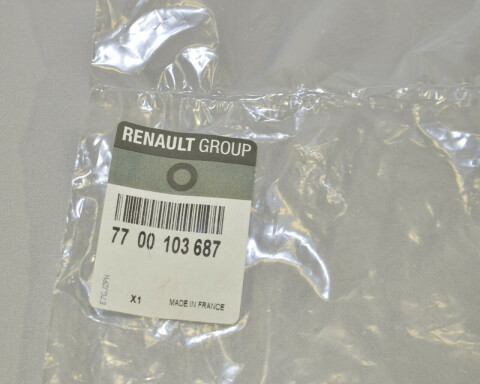 RENAULT GROUP
77 00 103 687
X1 MADE IN FRANCE